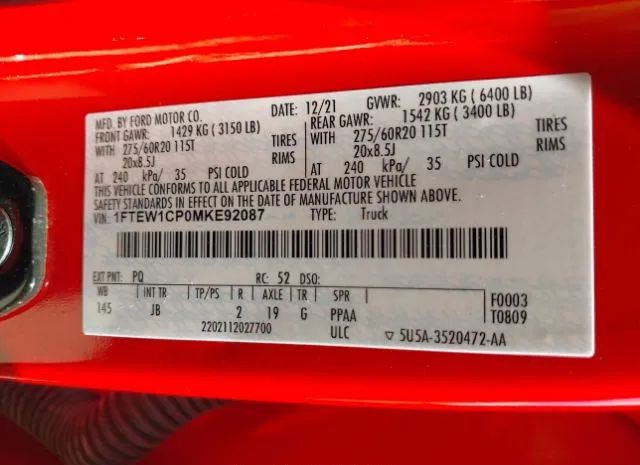 MFD. BY FORD MOTOR CO. DATE: 12/21 GVWR: 2903 KG ( 6400 LB)
FRONT GAWR: 1429 KG ( 3150 LB) REAR GAWR: 1542 KG ( 3400 LB)
WITH 275/60R20 115T TIRES WITH 275/60R20 115T TIRES
20x8.5J RIMS 20x8.5J RIMS
AT 240 kPa/ 35 PSI COLD AT 240 kPa/ 35 PSI COLD
THIS VEHICLE CONFORMS TO ALL APPLICABLE FEDERAL MOTOR VEHICLE
SAFETY STANDARDS IN EFFECT ON THE DATE OF MANUFACTURE SHOWN ABOVE.
VIN: 1FTEW1CP0MKE92087 TYPE: Truck
EXT PNT: PQ RC: 52 DSO:
WB INT TR TP/PS R AXLE TR SPR F0003
145 JB 2 19 G PPAA T0809
2202112027700 ULC ▽ 5U5A-3520472-AA